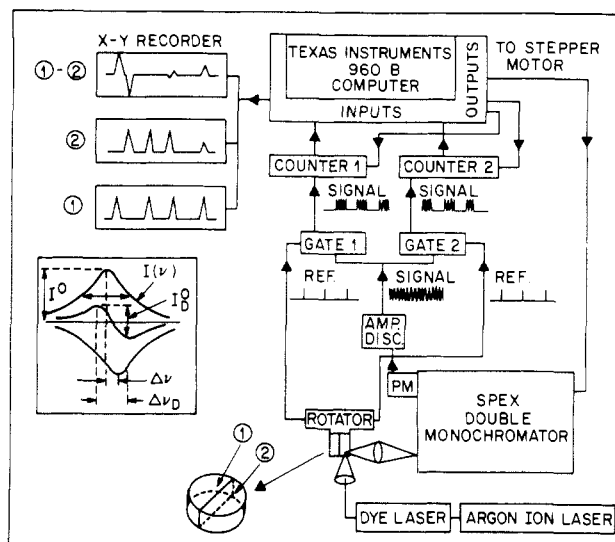 X-Y RECORDER
①-②
②
①
TEXAS INSTRUMENTS
960 B
COMPUTER
INPUTS
OUTPUTS
TO STEPPER
MOTOR
COUNTER 1
COUNTER 2
SIGNAL
SIGNAL
GATE 1
GATE 2
REF.
SIGNAL
REF.
AMP.
DISC.
PM
SPEX
DOUBLE
MONOCHROMATOR
ROTATOR
DYE LASER
ARGON ION LASER
I⁰
I(ν)
I⁰_D
Δν
Δν_D
①
②